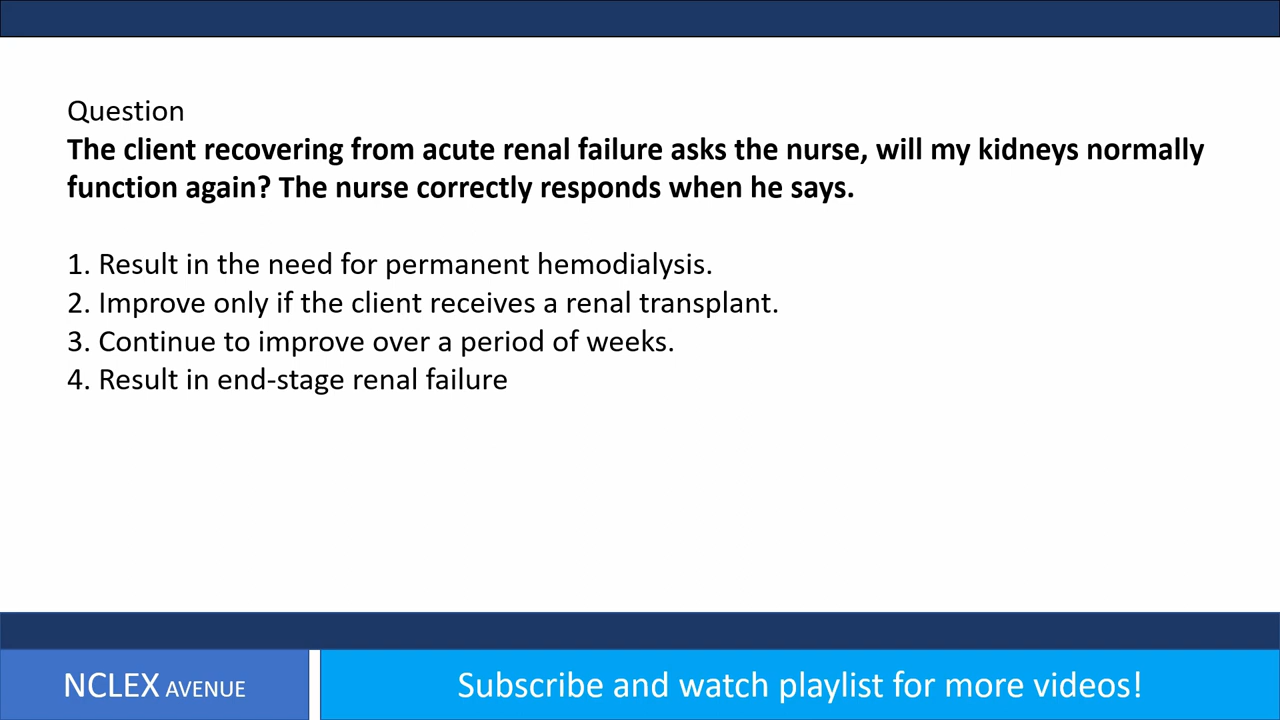 Question
The client recovering from acute renal failure asks the nurse, will my kidneys normally
function again? The nurse correctly responds when he says.
1. Result in the need for permanent hemodialysis.
2. Improve only if the client receives a renal transplant.
3. Continue to improve over a period of weeks.
4. Result in end-stage renal failure
NCLEX AVENUE
Subscribe and watch playlist for more videos!